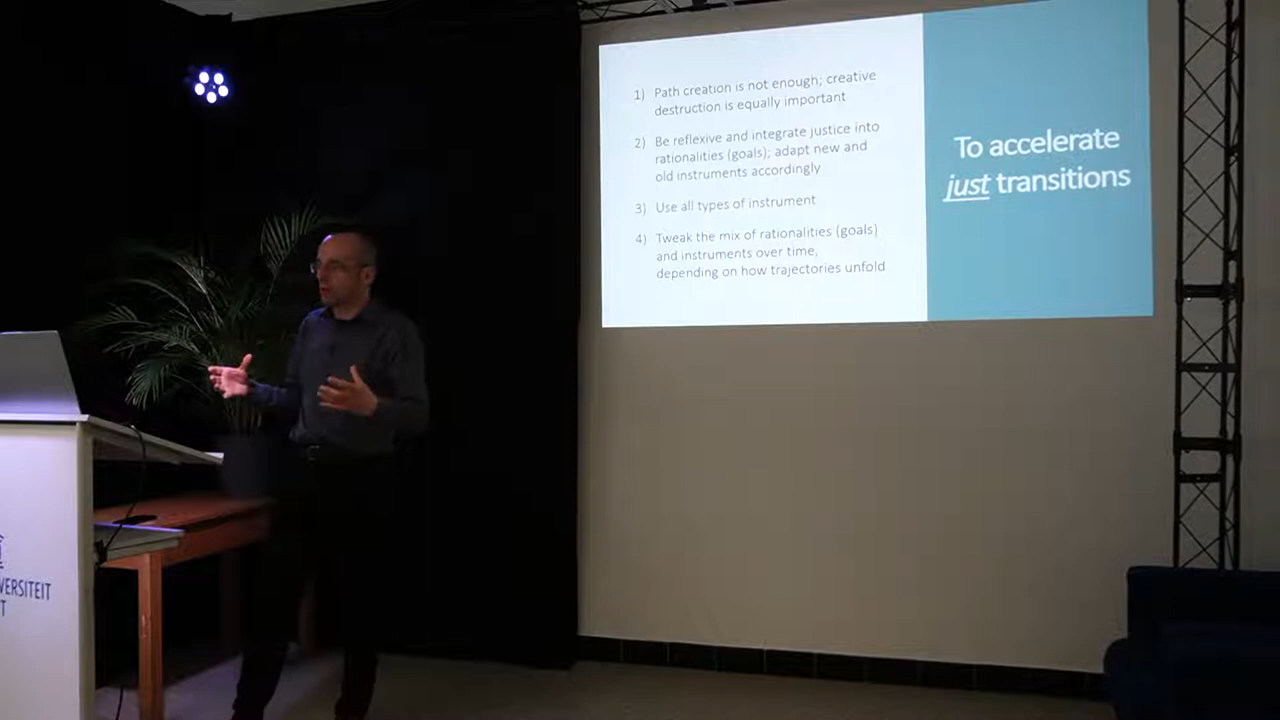 1) Path creation is not enough; creative
destruction is equally important
2) Be reflexive and integrate justice into
rationalities (goals); adapt new and
old instruments accordingly
3) Use all types of instrument
4) Tweak the mix of rationalities (goals)
and instruments over time,
depending on how trajectories unfold
To accelerate
just transitions
VERSITEIT
T